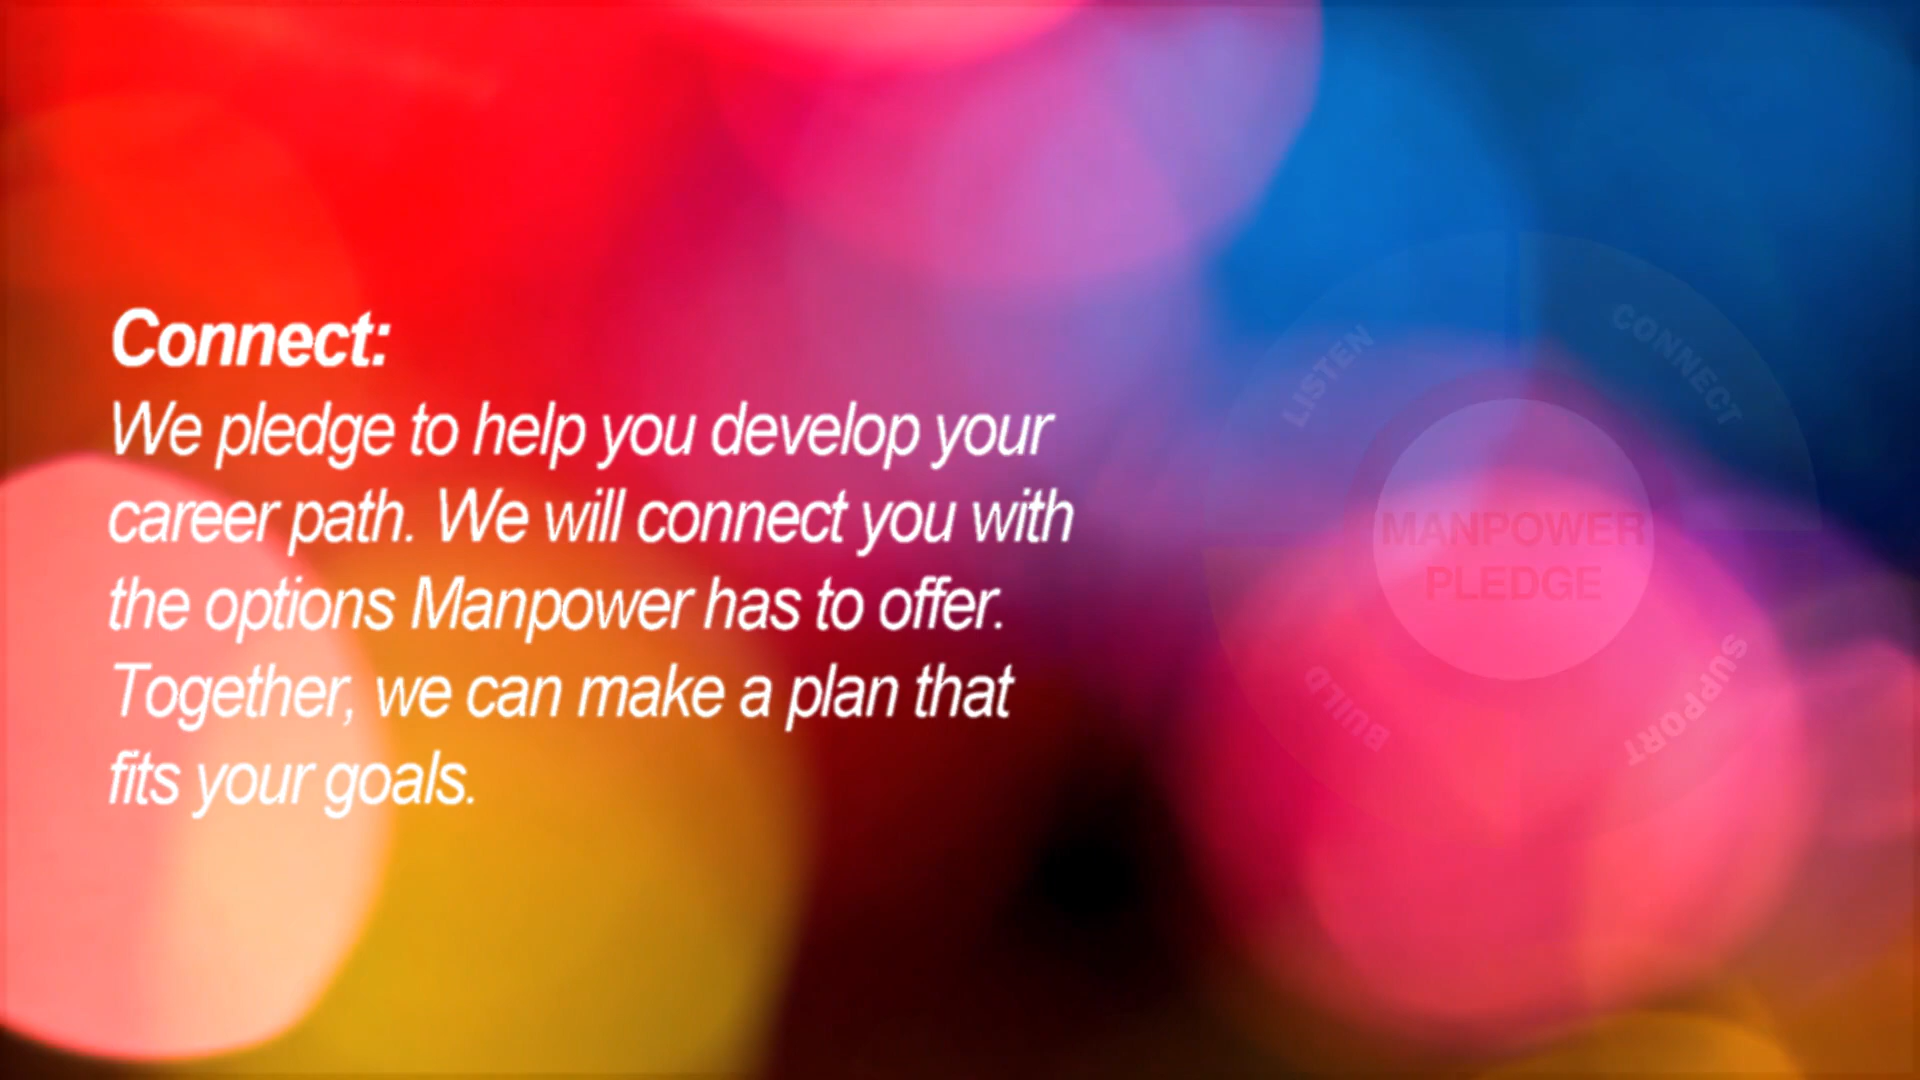 Connect:
We pledge to help you develop your
career path. We will connect you with
the options Manpower has to offer.
Together, we can make a plan that
fits your goals.
LISTEN
CONNECT
MANPOWER
PLEDGE
BUILD
SUPPORT